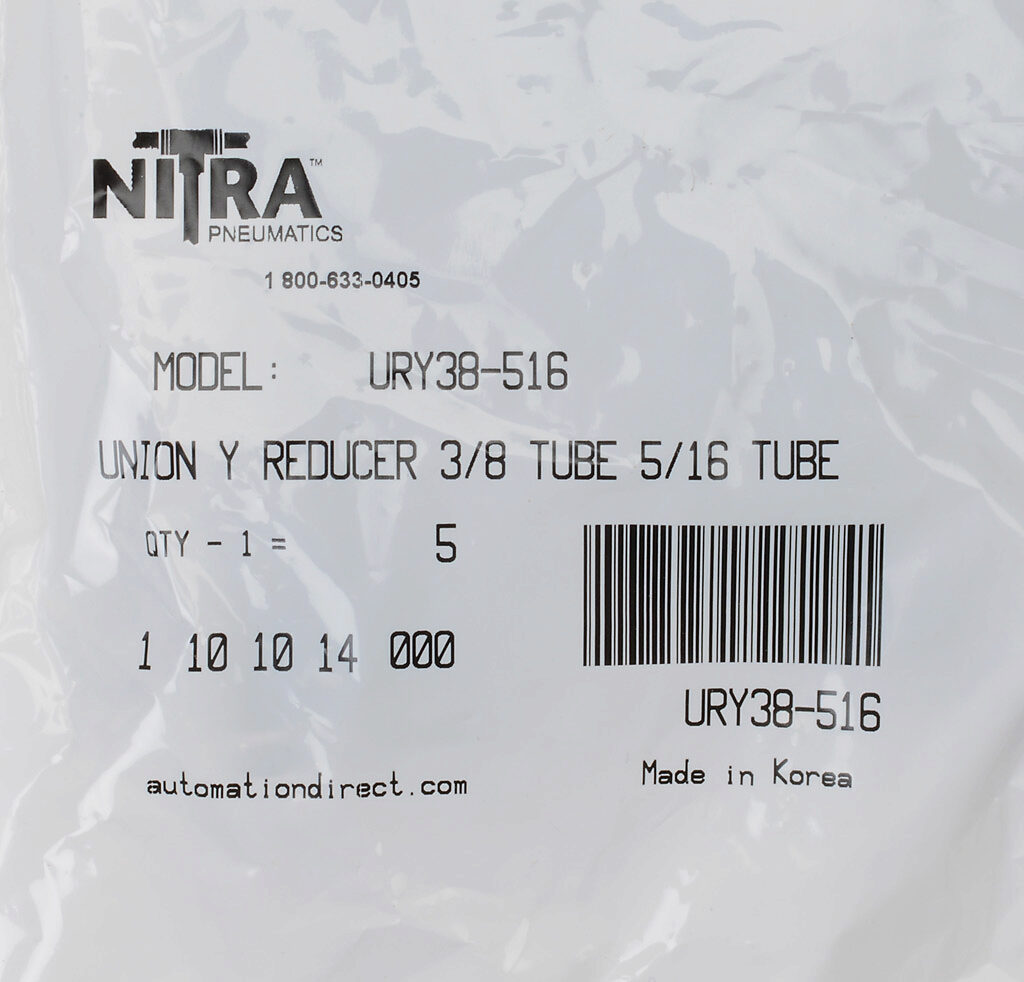 NITRA™
PNEUMATICS
1 800-633-0405
MODEL: URY38-516
UNION Y REDUCER 3/8 TUBE 5/16 TUBE
QTY - 1 = 5
1 10 10 14 000
URY38-516
automationdirect.com
Made in Korea